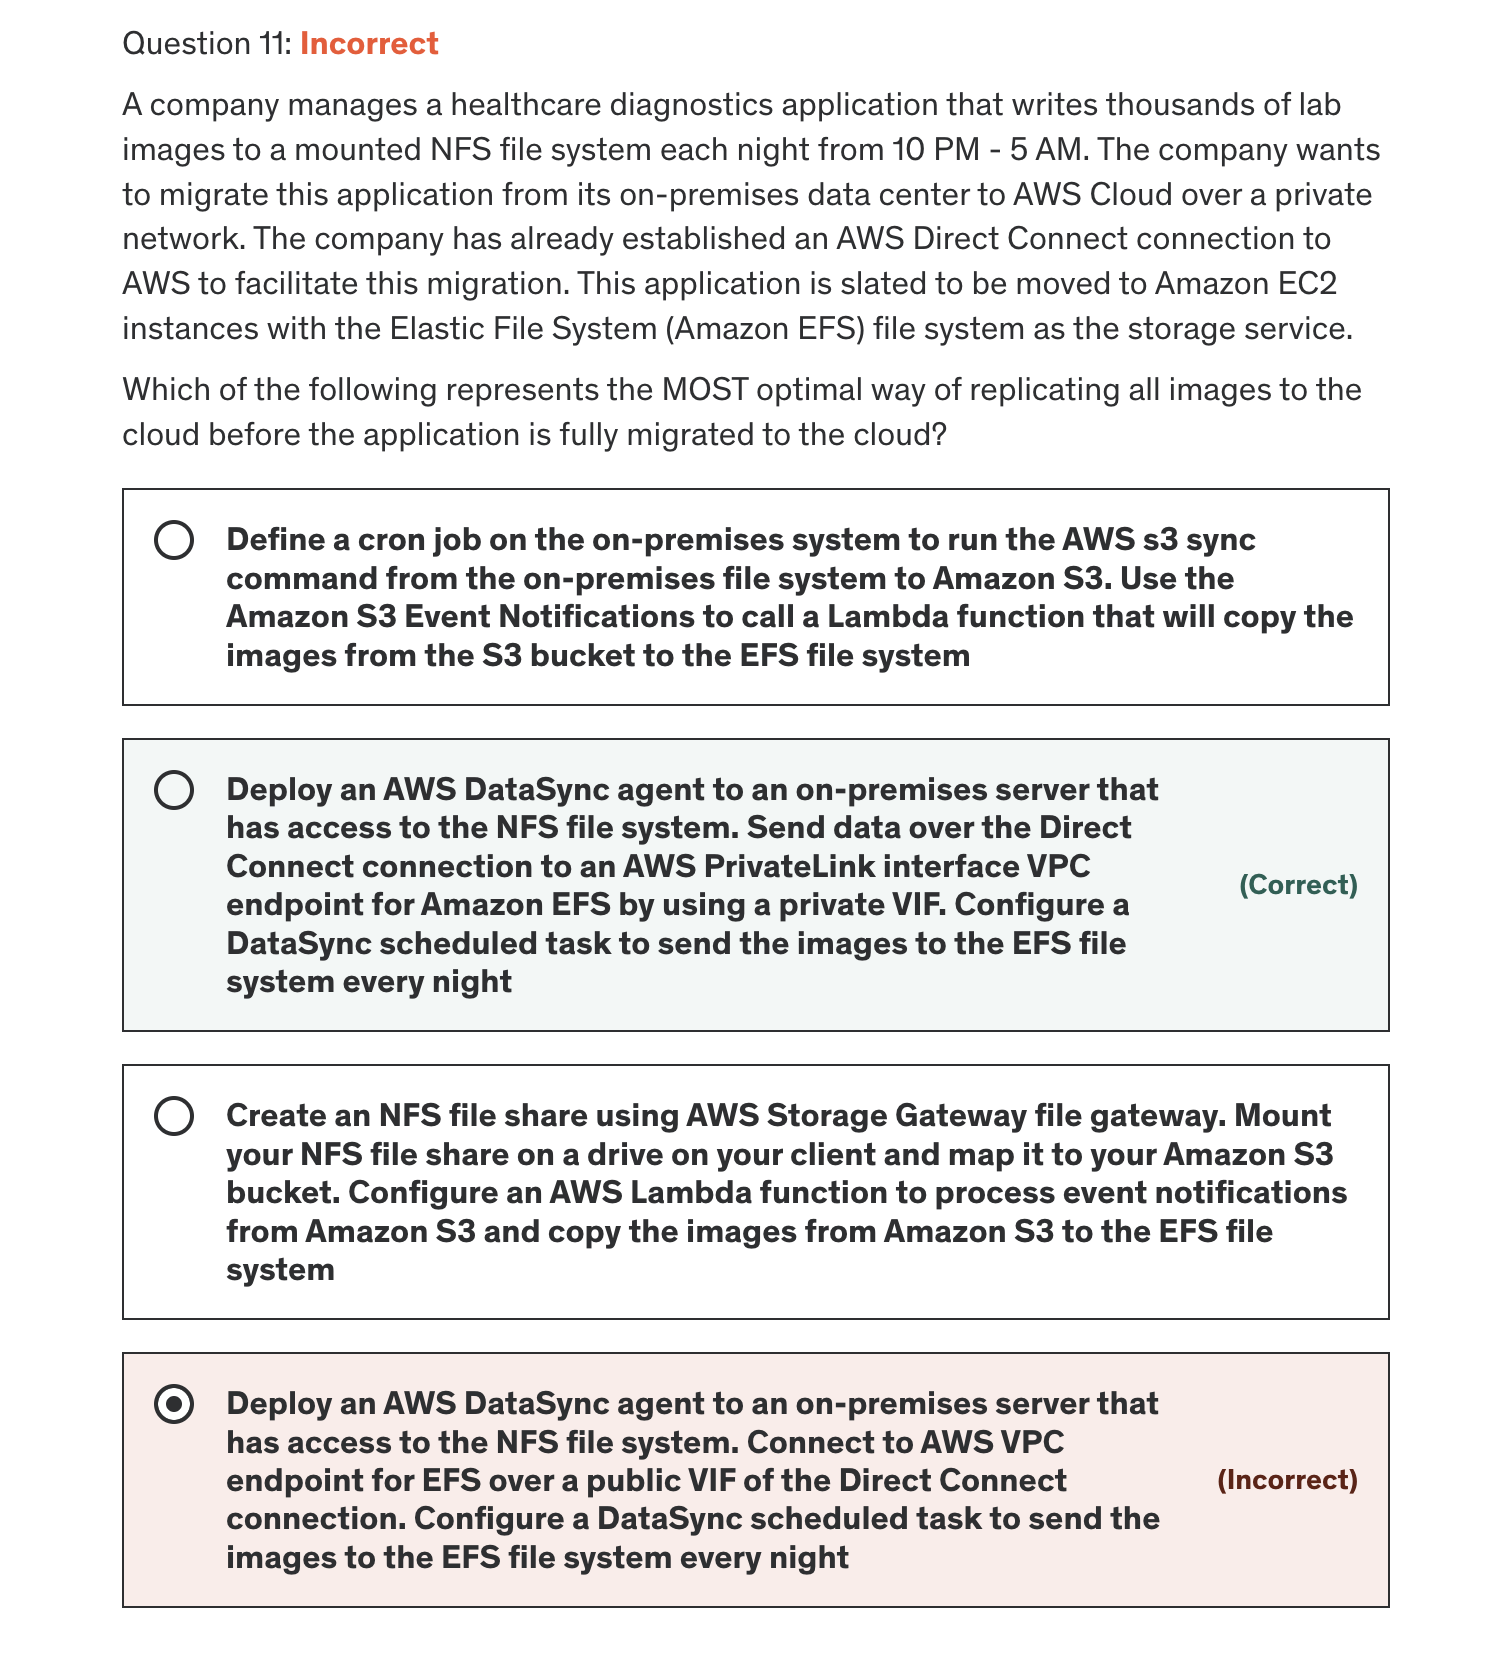 Question 11: Incorrect
A company manages a healthcare diagnostics application that writes thousands of lab
images to a mounted NFS file system each night from 10 PM - 5 AM. The company wants
to migrate this application from its on-premises data center to AWS Cloud over a private
network. The company has already established an AWS Direct Connect connection to
AWS to facilitate this migration. This application is slated to be moved to Amazon EC2
instances with the Elastic File System (Amazon EFS) file system as the storage service.
Which of the following represents the MOST optimal way of replicating all images to the
cloud before the application is fully migrated to the cloud?
Define a cron job on the on-premises system to run the AWS s3 sync
command from the on-premises file system to Amazon S3. Use the
Amazon S3 Event Notifications to call a Lambda function that will copy the
images from the S3 bucket to the EFS file system
Deploy an AWS DataSync agent to an on-premises server that
has access to the NFS file system. Send data over the Direct
Connect connection to an AWS PrivateLink interface VPC
endpoint for Amazon EFS by using a private VIF. Configure a
DataSync scheduled task to send the images to the EFS file
system every night
(Correct)
Create an NFS file share using AWS Storage Gateway file gateway. Mount
your NFS file share on a drive on your client and map it to your Amazon S3
bucket. Configure an AWS Lambda function to process event notifications
from Amazon S3 and copy the images from Amazon S3 to the EFS file
system
Deploy an AWS DataSync agent to an on-premises server that
has access to the NFS file system. Connect to AWS VPC
endpoint for EFS over a public VIF of the Direct Connect
connection. Configure a DataSync scheduled task to send the
images to the EFS file system every night
(Incorrect)